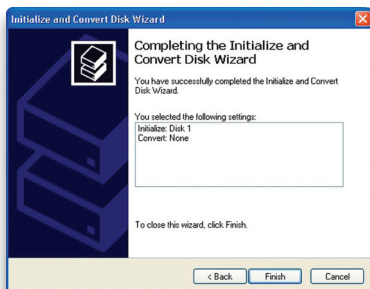 Initialize and Convert Disk Wizard
Completing the Initialize and
Convert Disk Wizard
You have successfully completed the Initialize and Convert
Disk Wizard.
You selected the following settings:
Initialize: Disk 1
Convert: None
To close this wizard, click Finish.
< Back
Finish
Cancel